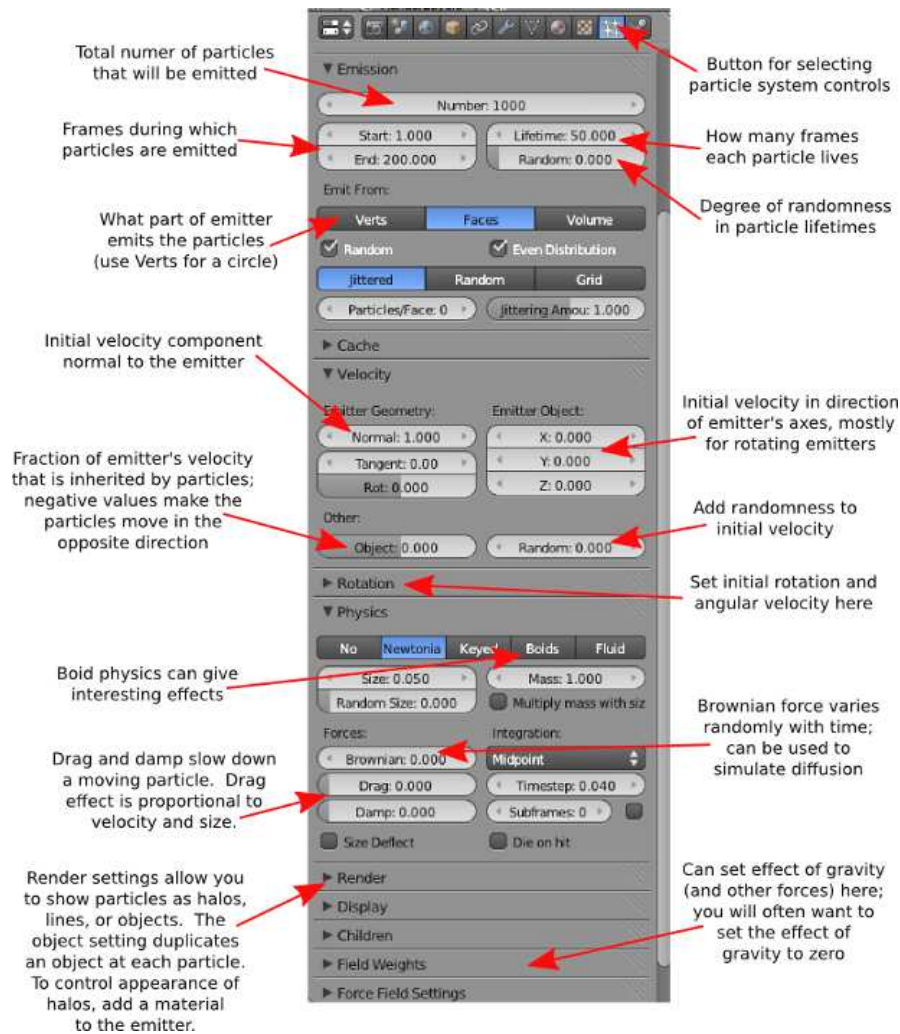 Total numer of particles
that will be emitted
Button for selecting
particle system controls
Emission
Number: 1000
Frames during which
particles are emitted
Start: 1.000
End: 200.000
Lifetime: 50.000
Random: 0.000
How many frames
each particle lives
Emit From:
Verts Faces Volume
What part of emitter
emits the particles
(use Verts for a circle)
Degree of randomness
in particle lifetimes
Random Even Distribution
Jittered Random Grid
Particles/Face: 0 Jittering Amou: 1.000
Cache
Initial velocity component
normal to the emitter
Velocity
Emitter Geometry: Emitter Object:
Normal: 1.000
Tangent: 0.00
Rot: 0.000
X: 0.000
Y: 0.000
Z: 0.000
Initial velocity in direction
of emitter's axes, mostly
for rotating emitters
Fraction of emitter's velocity
that is inherited by particles;
negative values make the
particles move in the
opposite direction
Other:
Object: 0.000 Random: 0.000
Add randomness to
initial velocity
Rotation
Set initial rotation and
angular velocity here
Physics
No Newtonia Keyed Boids Fluid
Boid physics can give
interesting effects
Size: 0.050
Random Size: 0.000
Mass: 1.000
Multiply mass with siz
Forces: Integration:
Brownian: 0.000 Midpoint
Brownian force varies
randomly with time;
can be used to
simulate diffusion
Drag and damp slow down
a moving particle. Drag
effect is proportional to
velocity and size.
Drag: 0.000 Timestep: 0.040
Damp: 0.000 Subframes: 0
Size Deflect Die on hit
Render
Display
Children
Field Weights
Force Field Settings
Render settings allow you
to show particles as halos,
lines, or objects. The
object setting duplicates
an object at each particle.
To control appearance of
halos, add a material
to the emitter.
Can set effect of gravity
(and other forces) here;
you will often want to
set the effect of
gravity to zero